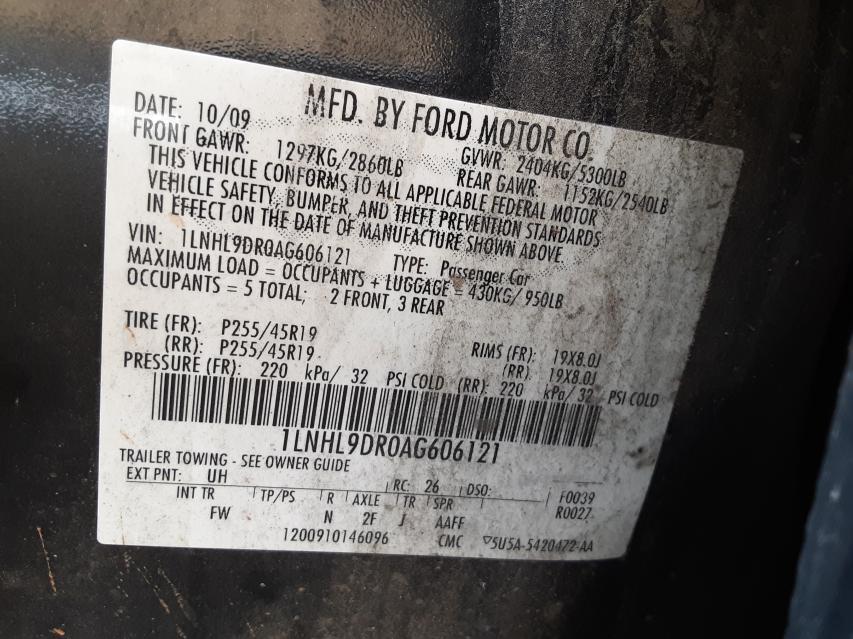 MFD. BY FORD MOTOR CO.
DATE: 10/09 GVWR: 2404KG/5300LB
FRONT GAWR: 1297KG/2860LB REAR GAWR: 1152KG/2540LB
THIS VEHICLE CONFORMS TO ALL APPLICABLE FEDERAL MOTOR
VEHICLE SAFETY, BUMPER, AND THEFT PREVENTION STANDARDS
IN EFFECT ON THE DATE OF MANUFACTURE SHOWN ABOVE
VIN: 1LNHL9DR0AG606121 TYPE: Passenger Car
MAXIMUM LOAD = OCCUPANTS + LUGGAGE = 430KG/950LB
OCCUPANTS = 5 TOTAL; 2 FRONT, 3 REAR
TIRE (FR): P255/45R19 RIMS (FR): 19X8.0J
(RR): P255/45R19 (RR): 19X8.0J
PRESSURE (FR): 220 kPa/ 32 PSI COLD (RR): 220 kPa/ 32 PSI COLD
1LNHL9DR0AG606121
TRAILER TOWING - SEE OWNER GUIDE
EXT PNT: UH RC: 26 DSO: F0039
INT TR TP/PS R AXLE TR SPR R0027
FW N 2F J AAFF
1200910146096 CMC ▽5U5A-5420472-AA